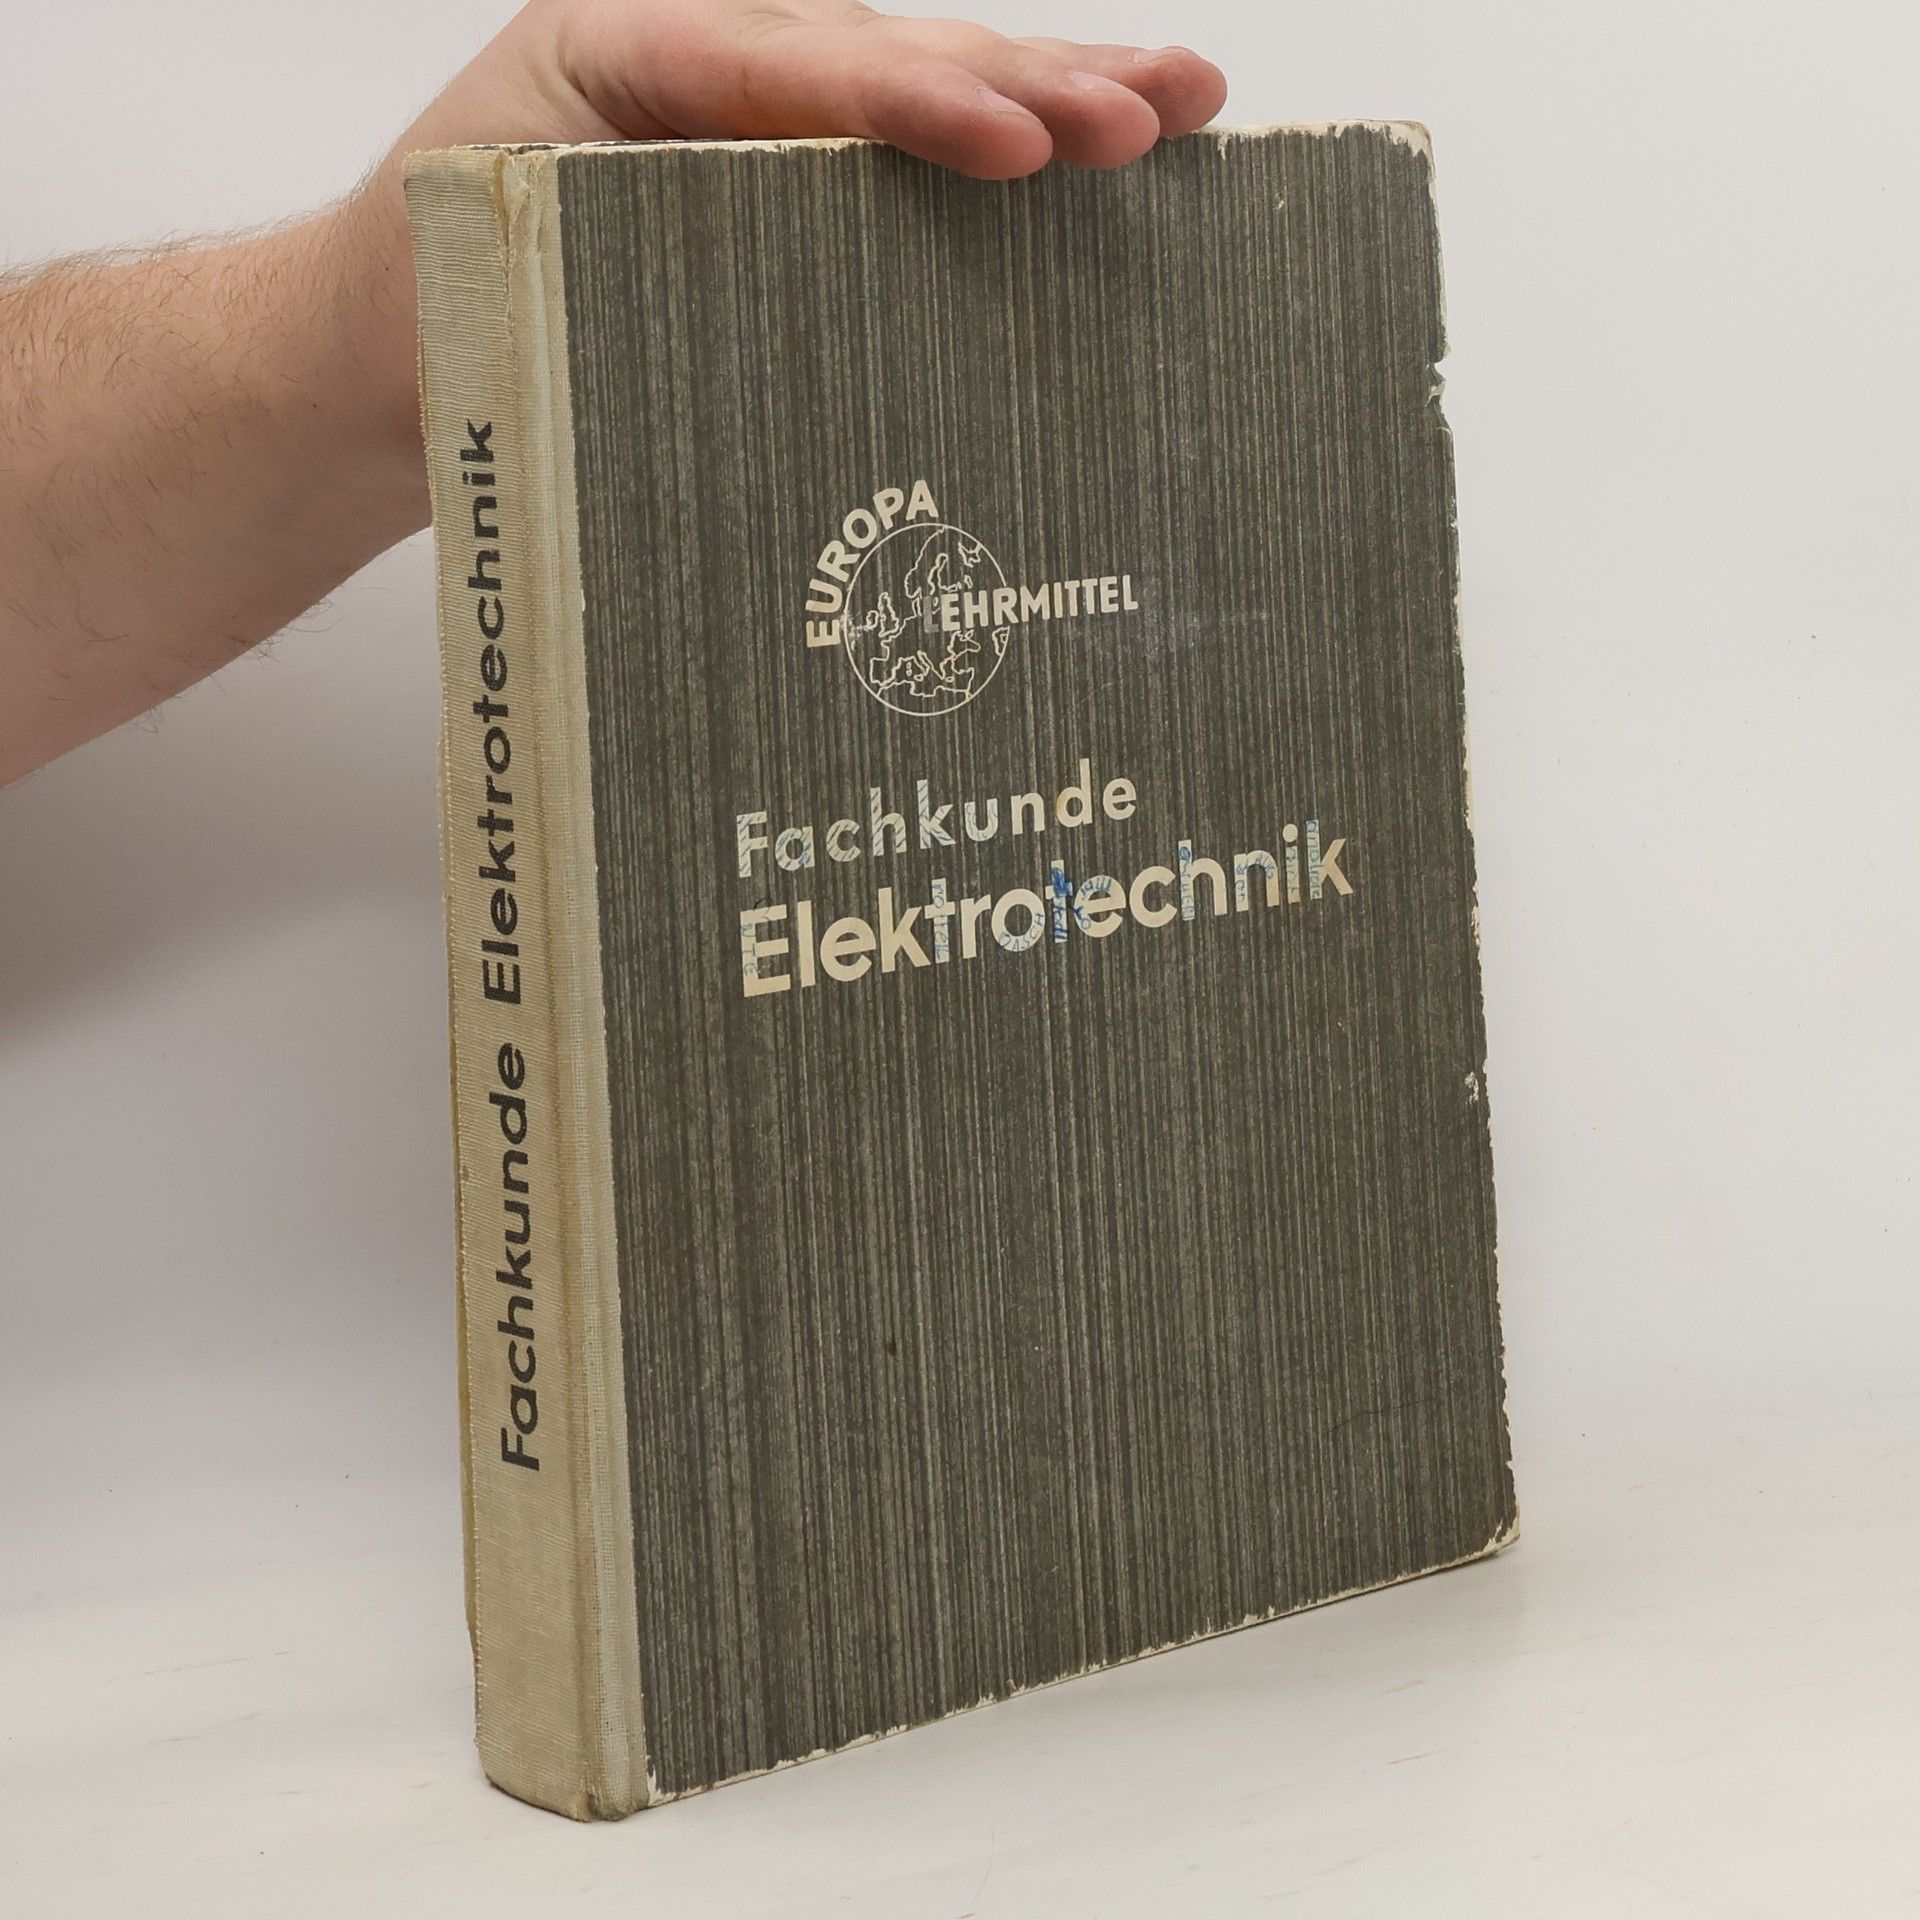 Fachkunde Elektrotechnik
EUROPA
LEHRMITTEL
Fachkunde
Elektrotechnik